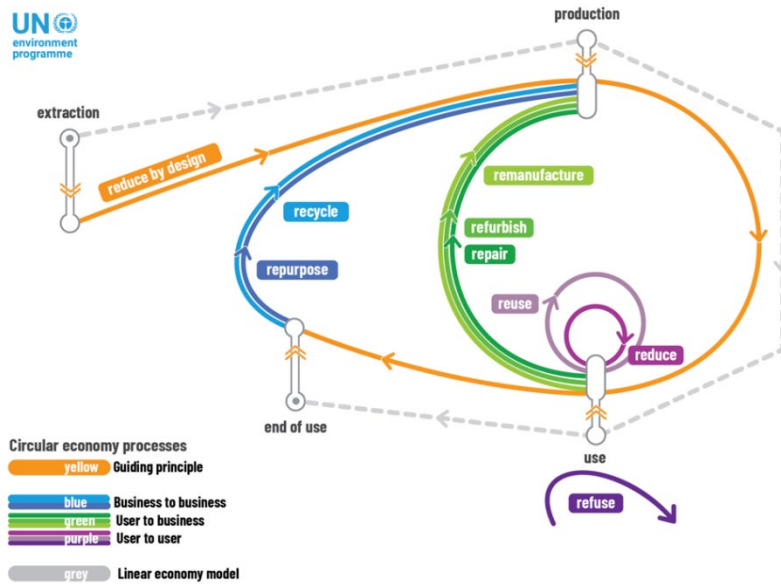 UN
environment
programme
production
extraction
reduce by design
remanufacture
recycle
refurbish
repair
repurpose
reuse
reduce
end of use
use
refuse
Circular economy processes
yellow Guiding principle
blue Business to business
green User to business
purple User to user
grey Linear economy model